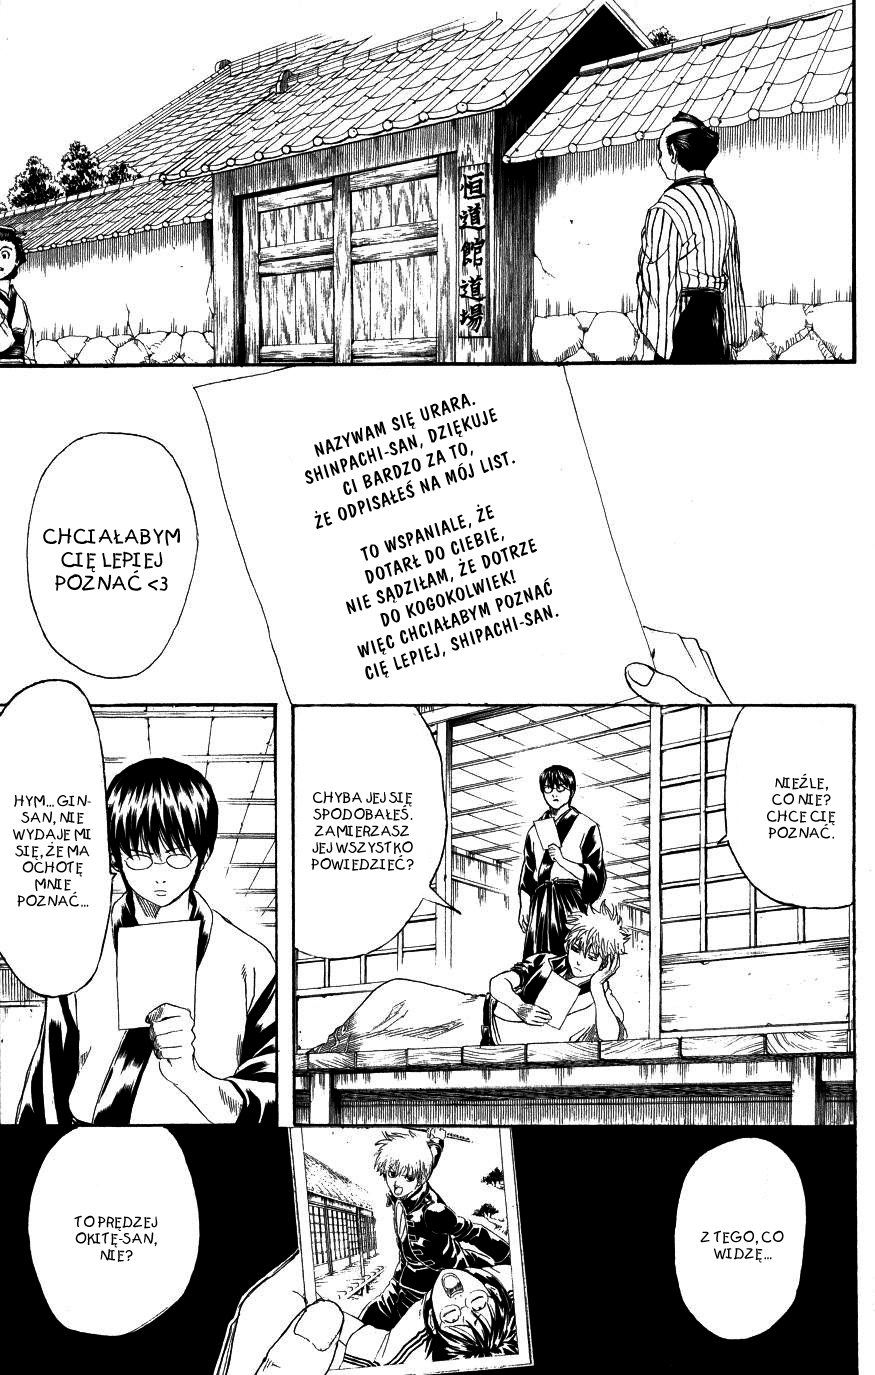 恒道館道場
NAZYWAM SIĘ URARA.
SHINPACHI-SAN, DZIĘKUJE
CI BARDZO ZA TO,
ŻE ODPISAŁEŚ NA MÓJ LIST.
TO WSPANIALE, ŻE
DOTARŁ DO CIEBIE,
NIE SĄDZIŁAM, ŻE DOTRZE
DO KOGOKOLWIEK!
WIĘC CHCIAŁABYM POZNAĆ
CIĘ LEPIEJ, SHIPACHI-SAN.
CHCIAŁABYM
CIĘ LEPIEJ
POZNAĆ <3
NIEŹLE,
CO NIE?
CHCE CIĘ
POZNAĆ.
CHYBA JEJ SIĘ
SPODOBAŁEŚ.
ZAMIERZASZ
JEJ WSZYSTKO
POWIEDZIEĆ?
HYM... GIN-
SAN, NIE
WYDAJE MI
SIĘ, ŻE MA
OCHOTĘ
MNIE
POZNAĆ...
Z TEGO, CO
WIDZĘ...
TO PRĘDZEJ
OKITĘ-SAN,
NIE?